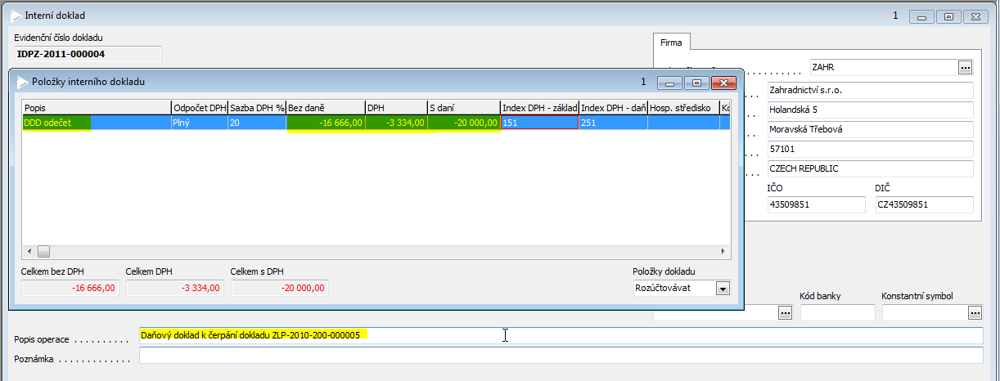 Interní doklad
1
Evidenční číslo dokladu
IDPZ-2011-000004
Firma
ZAHR
Zahradnictví s.r.o.
Holandská 5
Moravská Třebová
57101
CZECH REPUBLIC
IČO
DIČ
43509851
CZ43509851
Položky interního dokladu
1
Popis Odpočet DPH Sazba DPH % Bez daně DPH S daní Index DPH - základ Index DPH - daň Hosp. středisko
DDD odečet Plný 20 -16 666,00 -3 334,00 -20 000,00 151 251
Celkem bez DPH Celkem DPH Celkem s DPH
-16 666,00 -3 334,00 -20 000,00
Položky dokladu
Rozúčtovávat
Kód banky Konstantní symbol
Popis operace . . . . . . . . . . Daňový doklad k čerpání dokladu ZLP-2010-200-000005
Poznámka . . . . . . . . . . . . .